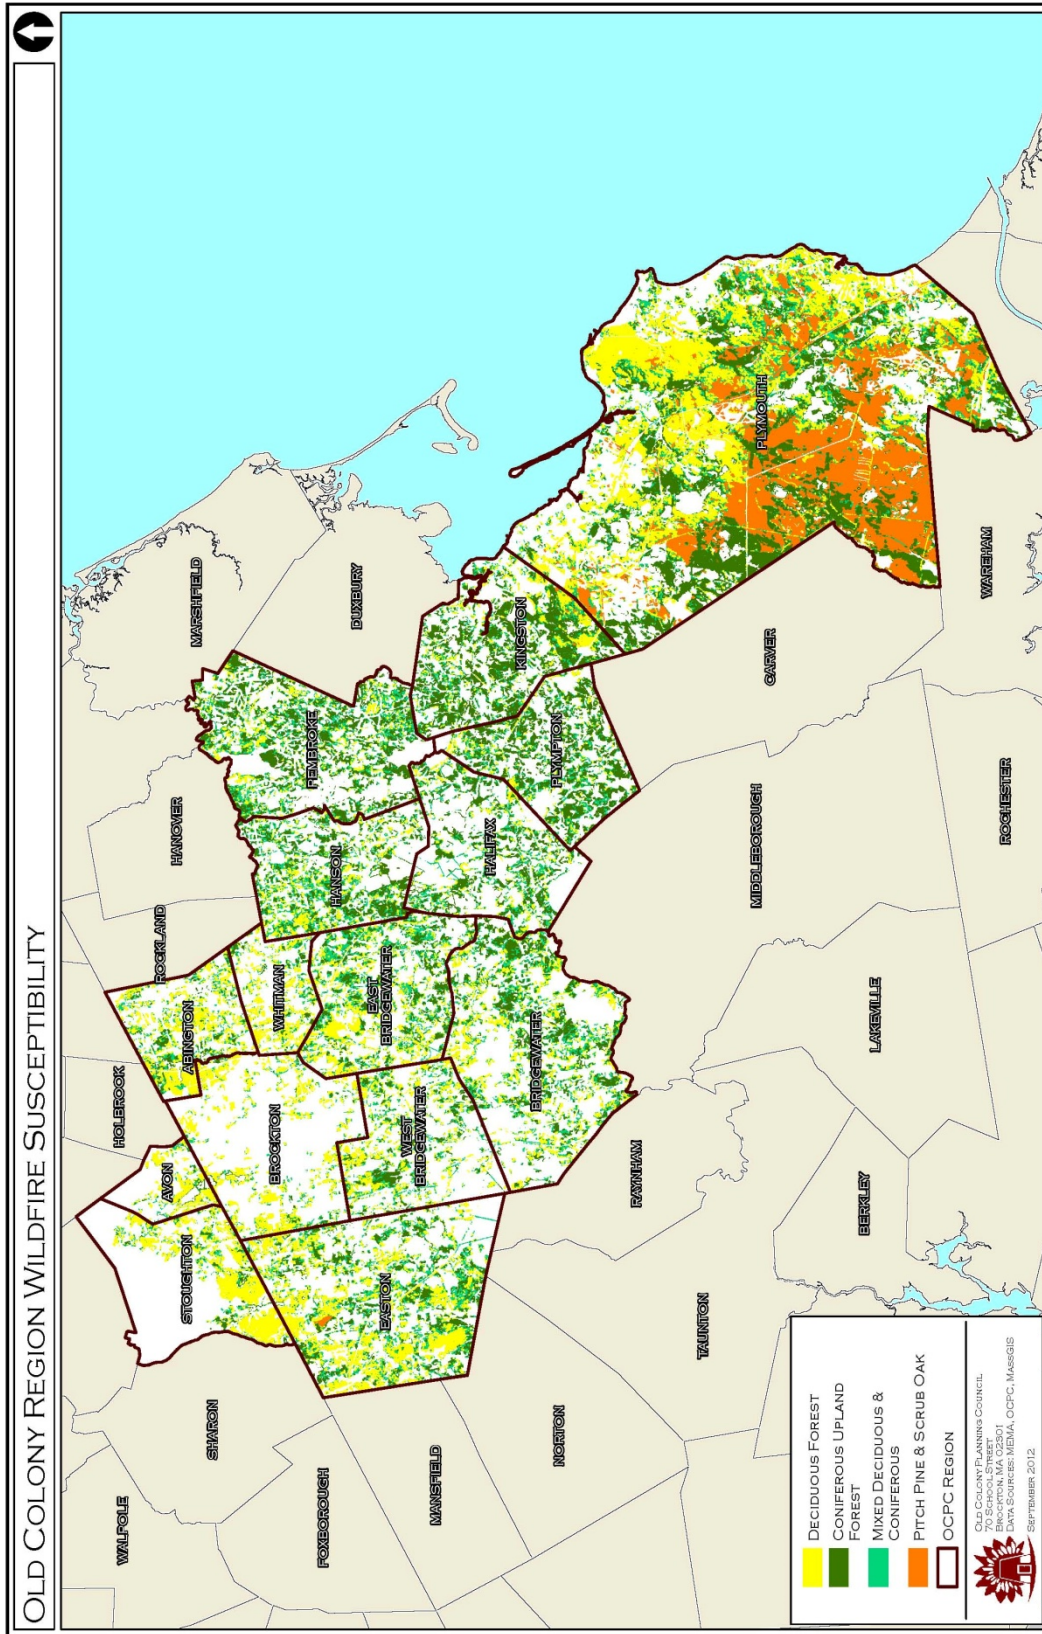 OLD COLONY REGION WILDFIRE SUSCEPTIBILITY
WALPOLE
SHARON
FOXBOROUGH
MANSFIELD
NORTON
TAUNTON
STOUGHTON
AVON
HOLBROOK
BROCKTON
EASTON
WEST
BRIDGEWATER
RAYNHAM
BERKLEY
ABINGTON
ROCKLAND
WHITMAN
EAST
BRIDGEWATER
BRIDGEWATER
LAKEVILLE
HANOVER
HANSON
HALIFAX
MIDDLEBOROUGH
ROCHESTER
MARSHFIELD
PEMBROKE
DUXBURY
KINGSTON
PLYMPTON
CARVER
PLYMOUTH
WAREHAM
DECIDUOUS FOREST
CONIFEROUS UPLAND
FOREST
MIXED DECIDUOUS &
CONIFEROUS
PITCH PINE & SCRUB OAK
OCPC REGION
OLD COLONY PLANNING COUNCIL
70 SCHOOL STREET
BROCKTON, MA 02301
DATA SOURCES: MEMA, OCPC, MASSGIS
SEPTEMBER 2012